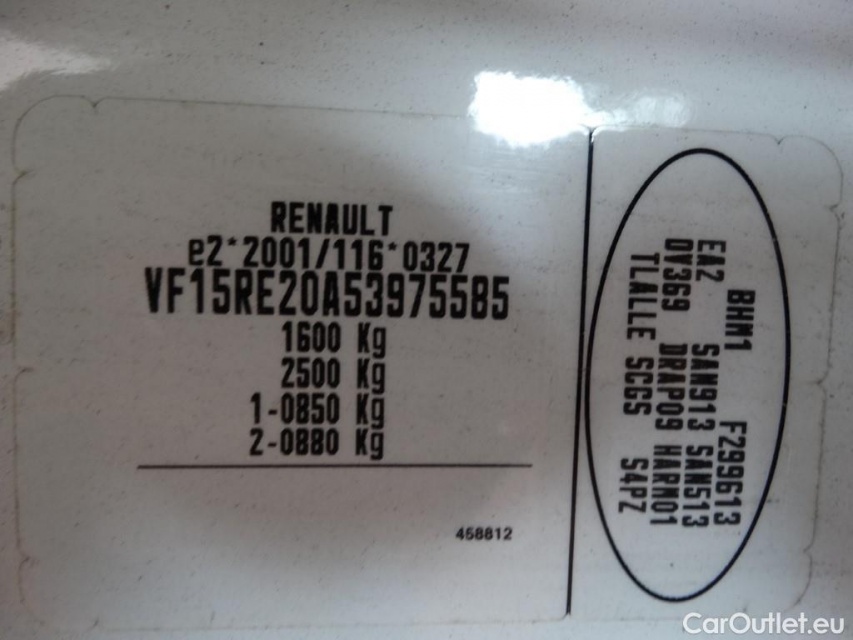 RENAULT
e2*2001/116*0327
VF15RE20A53975585
1600 Kg
2500 Kg
1-0850 Kg
2-0880 Kg
458812
BHM1 F299613
EA2 SAN913 SAN513
OV369 DRAP09 HARM01
TLALLE SCGS S4PZ
CarOutlet.eu